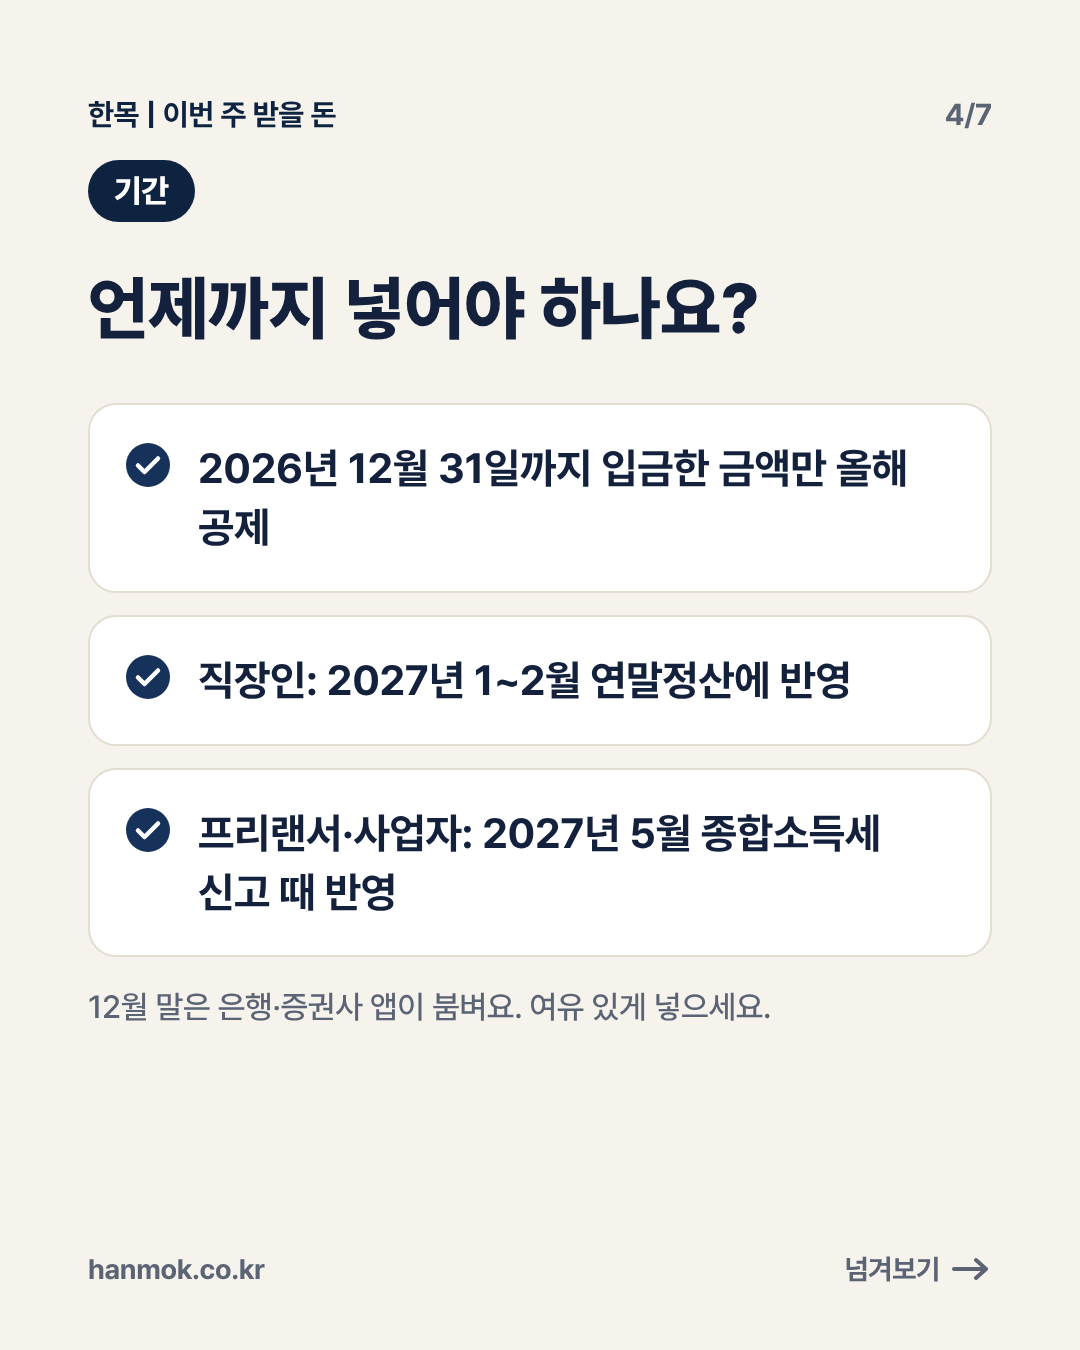 한목 | 이번 주 받을 돈
4/7
기간
언제까지 넣어야 하나요?
2026년 12월 31일까지 입금한 금액만 올해
공제
직장인: 2027년 1~2월 연말정산에 반영
프리랜서·사업자: 2027년 5월 종합소득세
신고 때 반영
12월 말은 은행·증권사 앱이 붐벼요. 여유 있게 넣으세요.
hanmok.co.kr
넘겨보기 →